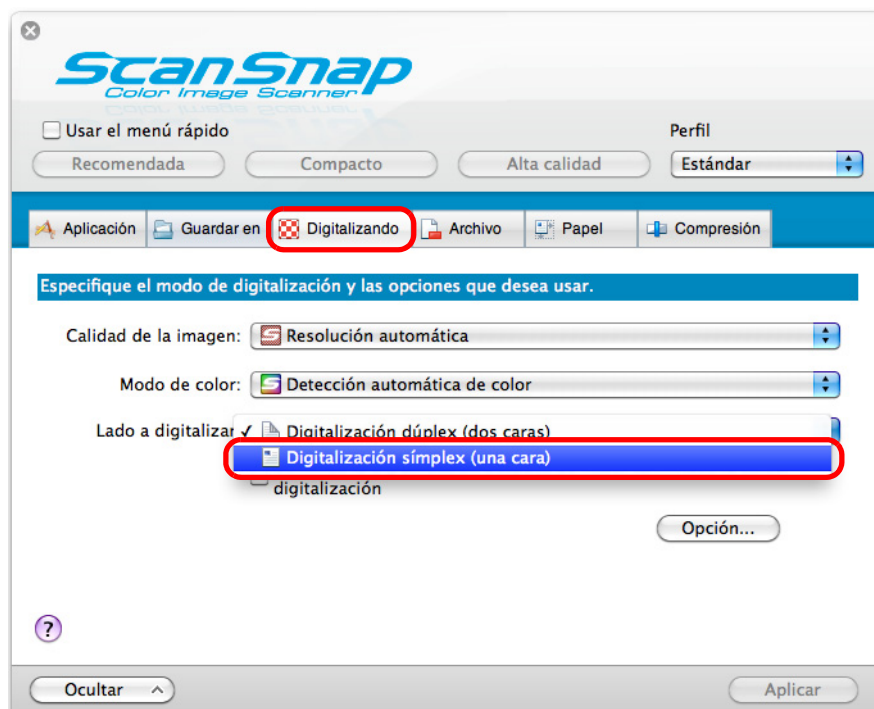 ScanSnap
Color Image Scanner
Usar el menú rápido
Perfil
Recomendada Compacto Alta calidad Estándar
Aplicación Guardar en Digitalizando Archivo Papel Compresión
Especifique el modo de digitalización y las opciones que desea usar.
Calidad de la imagen: Resolución automática
Modo de color: Detección automática de color
Lado a digitalizar ✓ Digitalización dúplex (dos caras)
Digitalización símplex (una cara)
digitalización
Opción...
?
Ocultar Aplicar